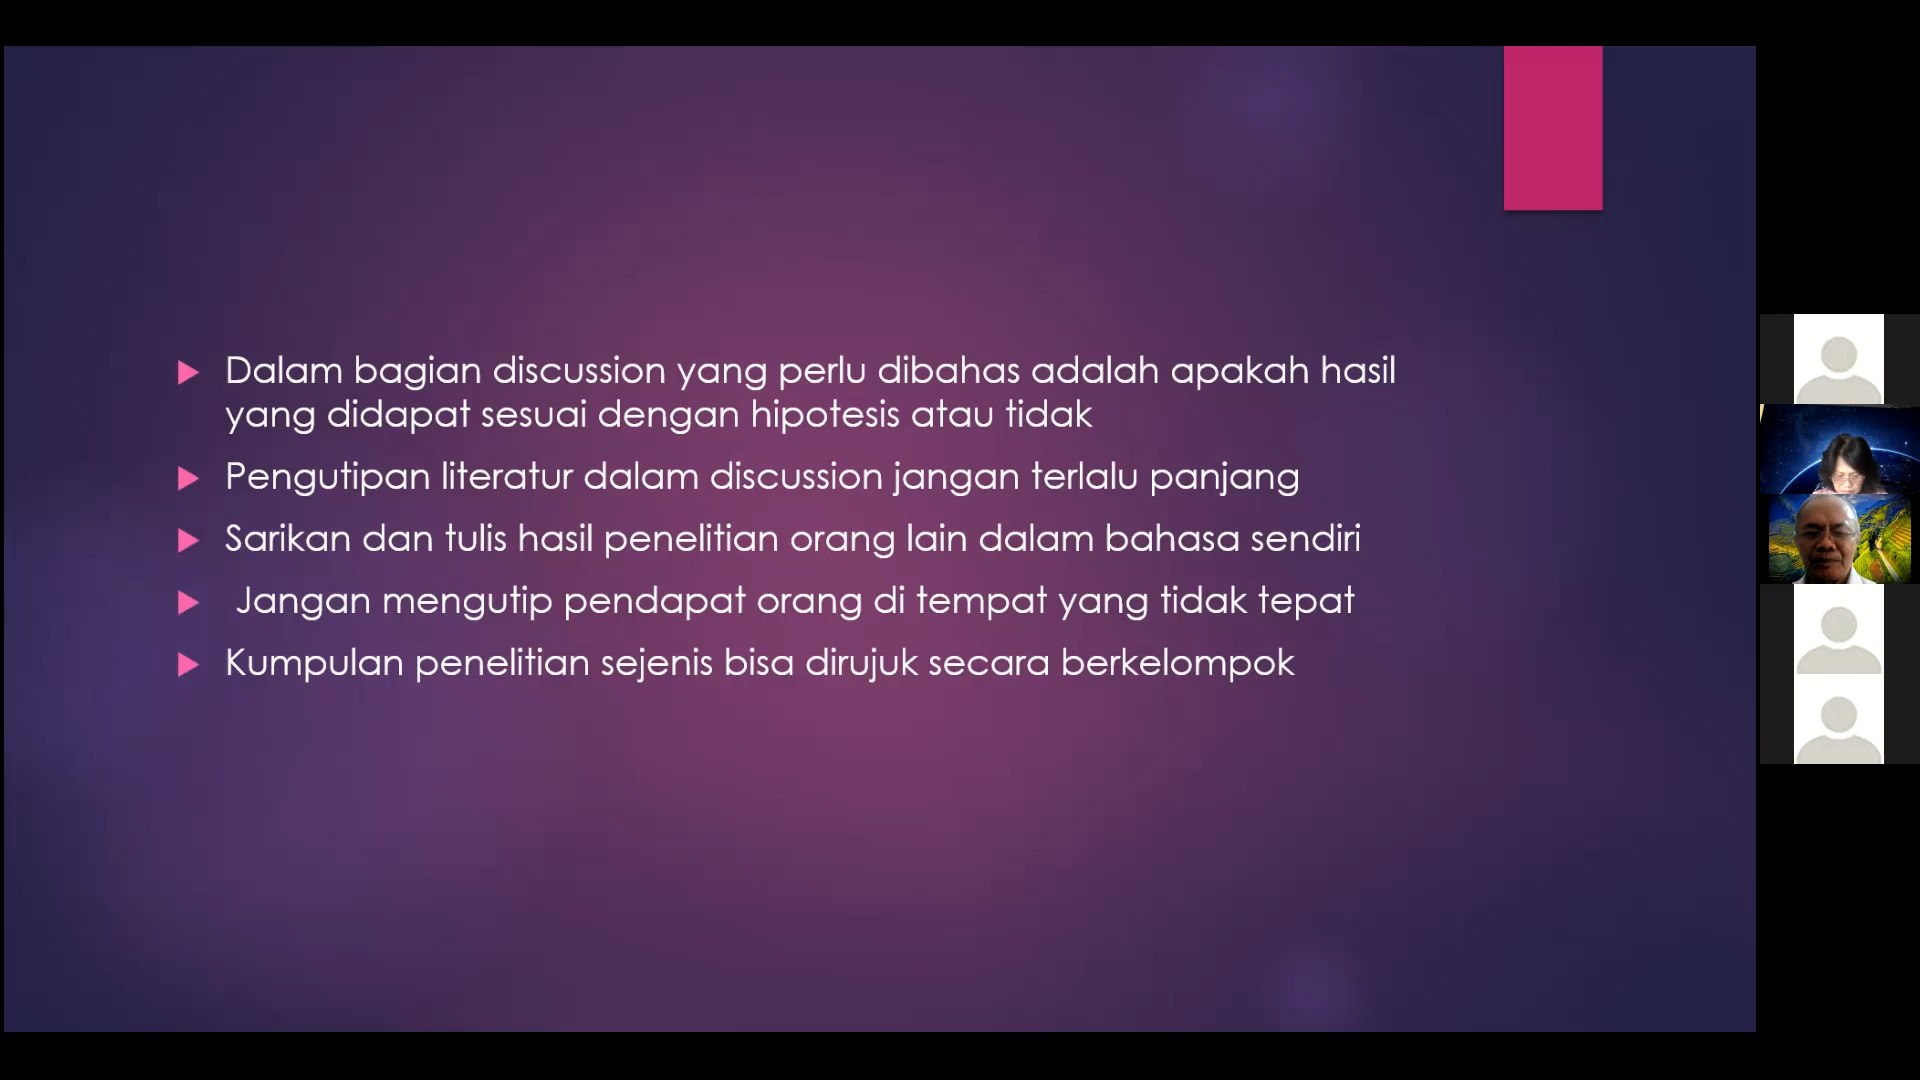 Dalam bagian discussion yang perlu dibahas adalah apakah hasil
yang didapat sesuai dengan hipotesis atau tidak
Pengutipan literatur dalam discussion jangan terlalu panjang
Sarikan dan tulis hasil penelitian orang lain dalam bahasa sendiri
Jangan mengutip pendapat orang di tempat yang tidak tepat
Kumpulan penelitian sejenis bisa dirujuk secara berkelompok